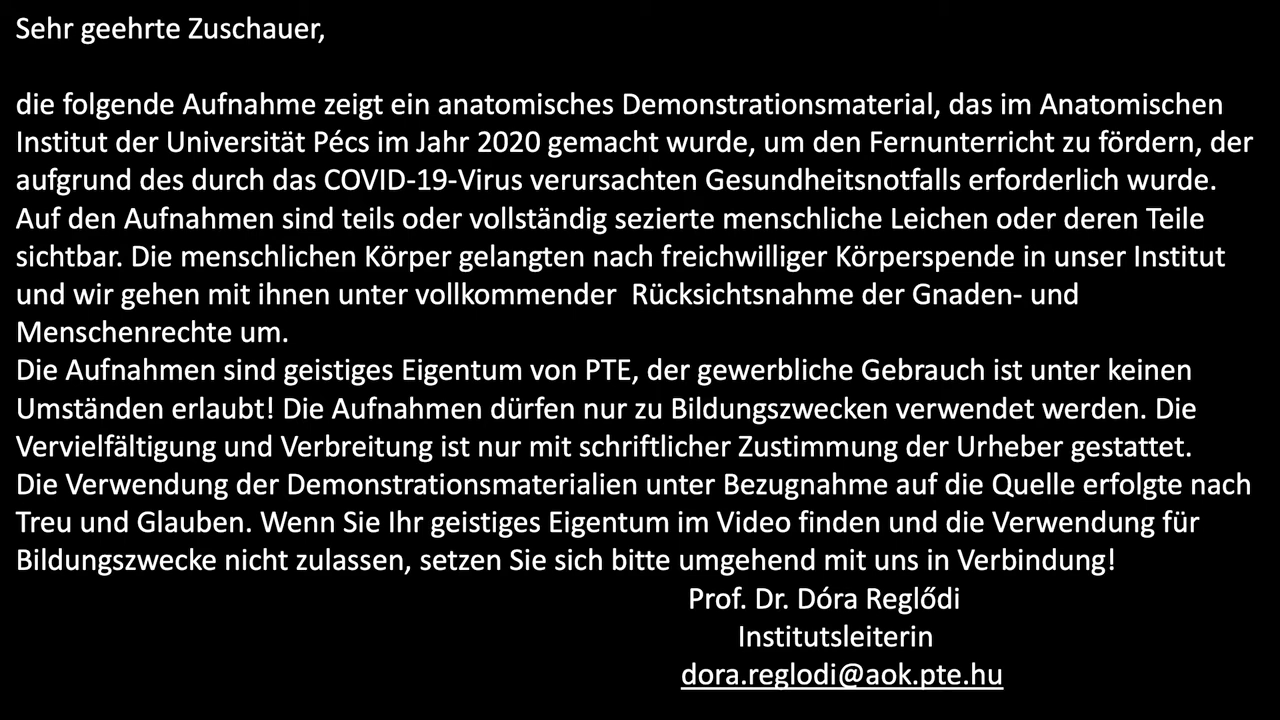 Sehr geehrte Zuschauer,
die folgende Aufnahme zeigt ein anatomisches Demonstrationsmaterial, das im Anatomischen
Institut der Universität Pécs im Jahr 2020 gemacht wurde, um den Fernunterricht zu fördern, der
aufgrund des durch das COVID-19-Virus verursachten Gesundheitsnotfalls erforderlich wurde.
Auf den Aufnahmen sind teils oder vollständig sezierte menschliche Leichen oder deren Teile
sichtbar. Die menschlichen Körper gelangten nach freichwilliger Körperspende in unser Institut
und wir gehen mit ihnen unter vollkommender  Rücksichtsnahme der Gnaden- und
Menschenrechte um.
Die Aufnahmen sind geistiges Eigentum von PTE, der gewerbliche Gebrauch ist unter keinen
Umständen erlaubt! Die Aufnahmen dürfen nur zu Bildungszwecken verwendet werden. Die
Vervielfältigung und Verbreitung ist nur mit schriftlicher Zustimmung der Urheber gestattet.
Die Verwendung der Demonstrationsmaterialien unter Bezugnahme auf die Quelle erfolgte nach
Treu und Glauben. Wenn Sie Ihr geistiges Eigentum im Video finden und die Verwendung für
Bildungszwecke nicht zulassen, setzen Sie sich bitte umgehend mit uns in Verbindung!
Prof. Dr. Dóra Reglődi
Institutsleiterin
dora.reglodi@aok.pte.hu